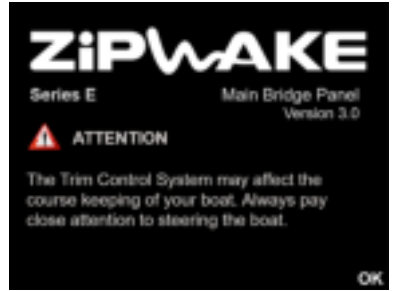 ZiPWAKE
Series E Main Bridge Panel
Version 3.0
ATTENTION
The Trim Control System may affect the
course keeping of your boat. Always pay
close attention to steering the boat.
OK